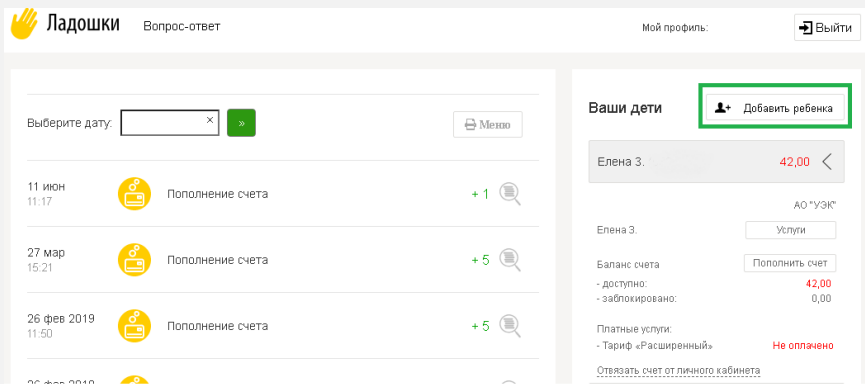 Ладошки
Вопрос-ответ
Мой профиль:
Выйти
Выберите дату:
×
»
Меню
11 июн
11:17
Пополнение счета
+ 1
27 мар
15:21
Пополнение счета
+ 5
26 фев 2019
11:50
Пополнение счета
+ 5
Ваши дети
Добавить ребенка
Елена З.
42,00
АО "УЭК"
Елена З.
Услуги
Баланс счета
Пополнить счет
- доступно:
42,00
- заблокировано:
0,00
Платные услуги:
- Тариф «Расширенный»
Не оплачено
Отвязать счет от личного кабинета